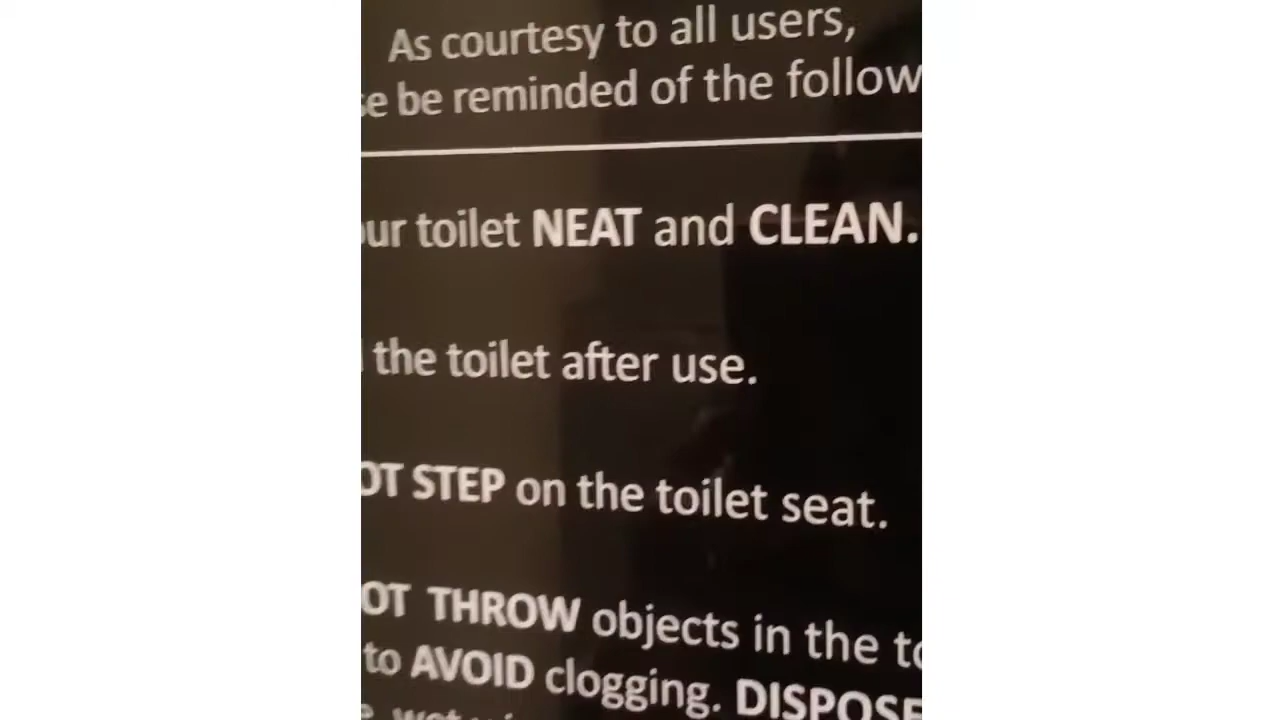 As courtesy to all users,
be reminded of the follow
toilet NEAT and CLEAN.
the toilet after use.
OT STEP on the toilet seat.
OT THROW objects in the to
to AVOID clogging. DISPOSE